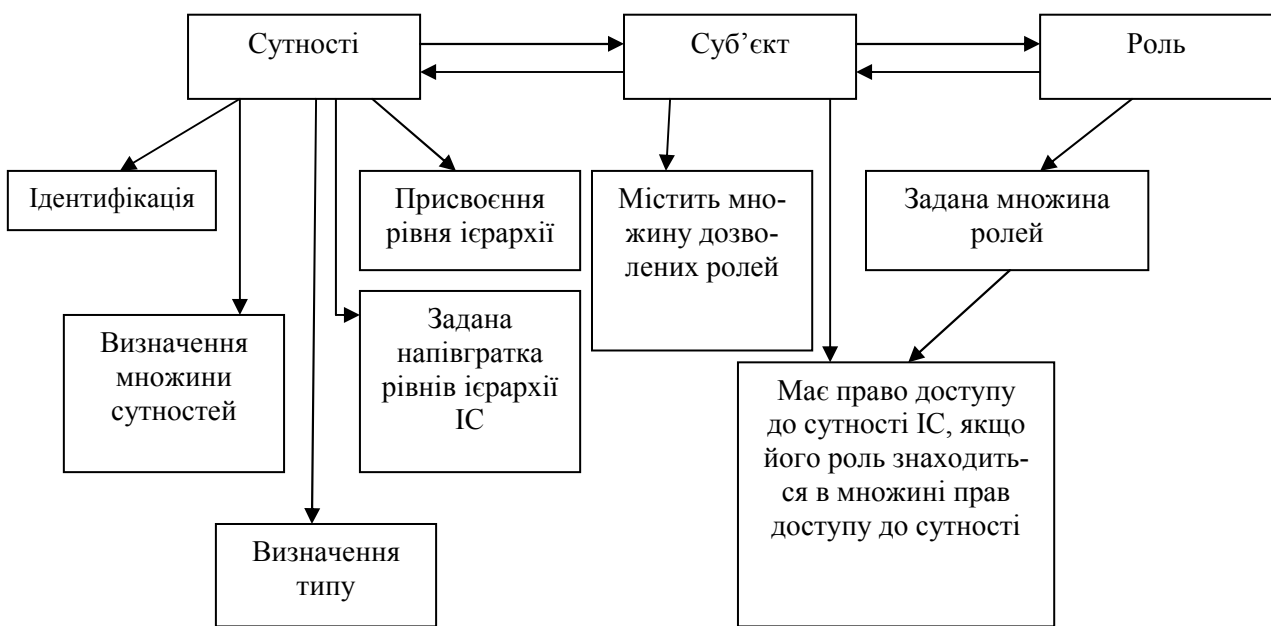 Сутності
Суб’єкт
Роль
Ідентифікація
Присвоєння
рівня ієрархії
Містить мно-
жину дозво-
лених ролей
Задана множина
ролей
Визначення
множини
сутностей
Задана
напівгратка
рівнів ієрархії
ІС
Має право доступу
до сутності ІС, якщо
його роль знаходить-
ся в множині прав
доступу до сутності
Визначення
типу